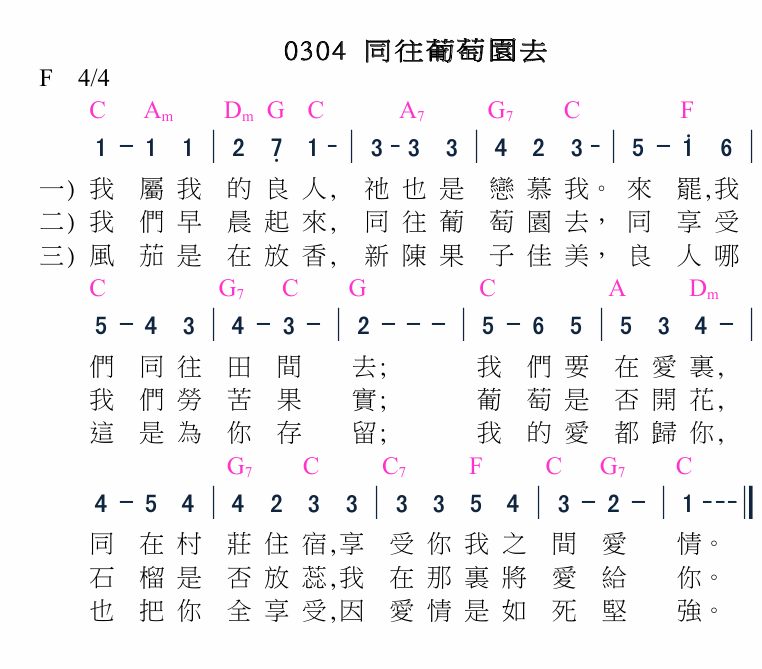 0304 同往葡萄園去
F 4/4
C Am Dm G C A7 G7 C F
1 - 1 1 | 2 7̣ 1 - | 3 - 3 3 | 4 2 3 - | 5 - i 6 |
一) 我 屬 我 的 良 人, 祂 也 是 戀 慕 我。 來 罷,我
二) 我 們 早 晨 起 來, 同 往 葡 萄 園 去, 同 享 受
三) 風 茄 是 在 放 香, 新 陳 果 子 佳 美, 良 人 哪
C G7 C G C A Dm
5 - 4 3 | 4 - 3 - | 2 - - - | 5 - 6 5 | 5 3 4 - |
們 同 往 田 間 去; 我 們 要 在 愛 裏,
我 們 勞 苦 果 實; 葡 萄 是 否 開 花,
這 是 為 你 存 留; 我 的 愛 都 歸 你,
G7 C C7 F C G7 C
4 - 5 4 | 4 2 3 3 | 3 3 5 4 | 3 - 2 - | 1 - - - ‖
同 在 村 莊 住 宿,享 受 你 我 之 間 愛 情。
石 榴 是 否 放 蕊,我 在 那 裏 將 愛 給 你。
也 把 你 全 享 受,因 愛 情 是 如 死 堅 強。